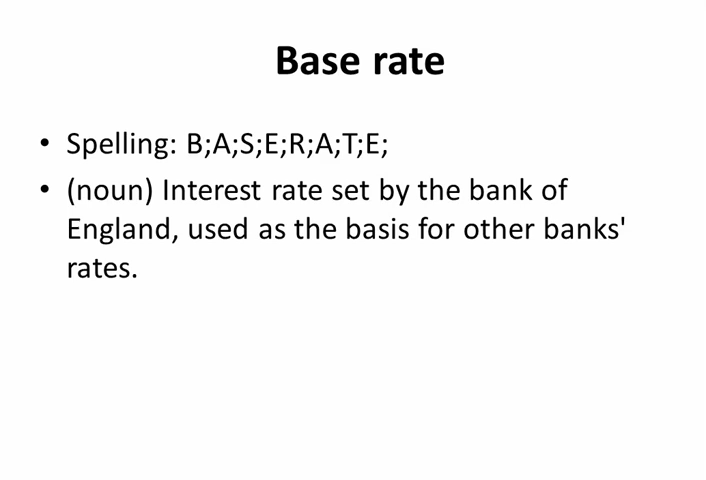 Base rate
• Spelling: B;A;S;E;R;A;T;E;
• (noun) Interest rate set by the bank of
England, used as the basis for other banks'
rates.